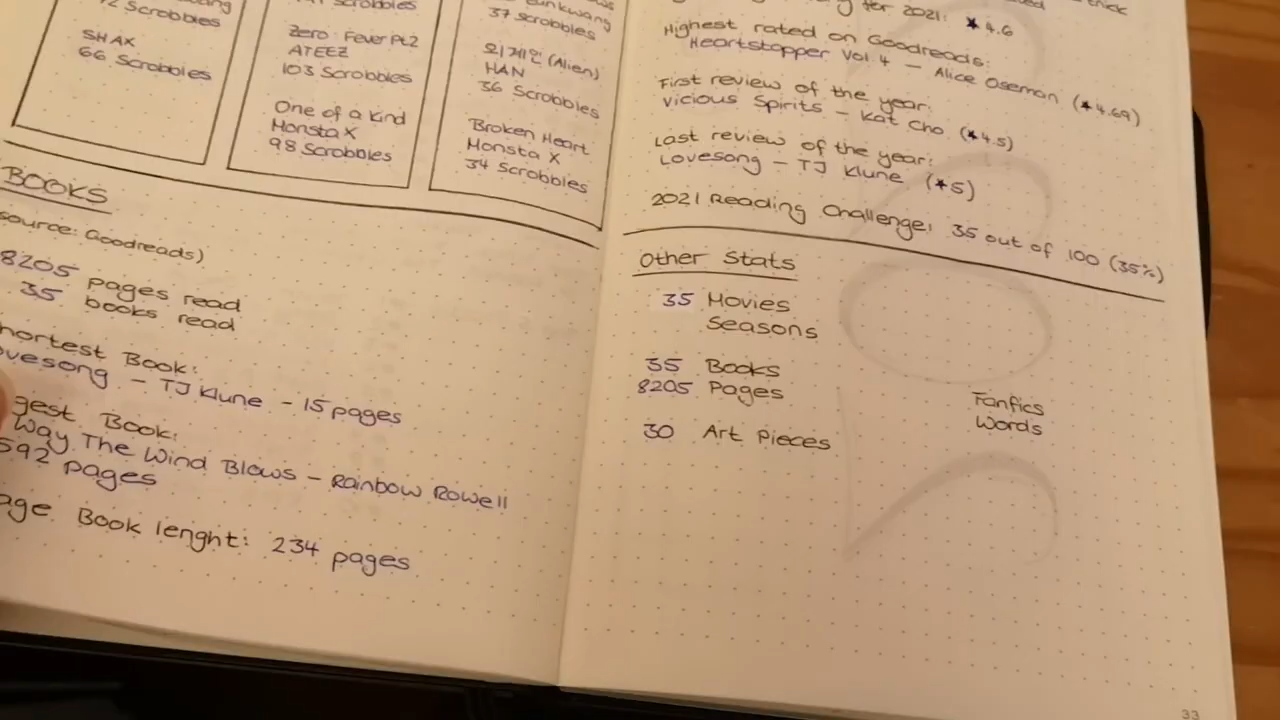 Scrobbles
SHAX
66 Scrobbles
Scrobbles
Zero: Fever Pt2
ATEEZ
103 Scrobbles
One of a kind
Monsta X
98 Scrobbles
Eunkwang
37 Scrobbles
외계인 (Alien)
HAN
36 Scrobbles
Broken Heart
Monsta X
34 Scrobbles
BOOKS
source: Goodreads)
8205 pages read
35 books read
hortest Book:
ovesong - TJ Klune - 15 pages
gest Book:
Way The Wind Blows - Rainbow Rowell
592 pages
age Book lenght: 234 pages
for 2021: ★4.6
Highest rated on Goodreads:
Heartstopper Vol. 4 - Alice Oseman (★4.69)
First review of the year:
Vicious Spirits - Kat Cho (★4.5)
Last review of the year:
Lovesong - TJ Klune (★5)
2021 Reading Challenge: 35 out of 100 (35%)
Other Stats
35 Movies
Seasons
35 Books
8205 Pages
30 Art Pieces
Fanfics
Words
33